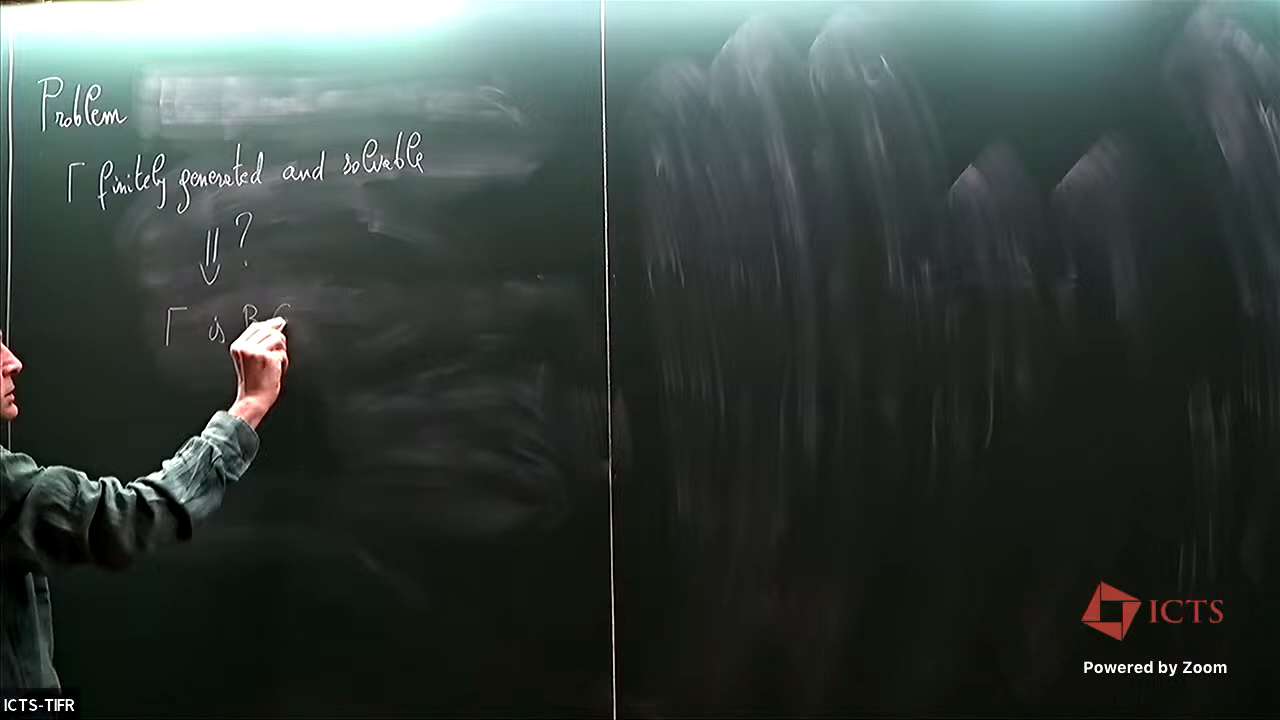 Problem
Γ finitely generated and solvable
⇓ ?
Γ is B
ICTS
Powered by Zoom
ICTS-TIFR